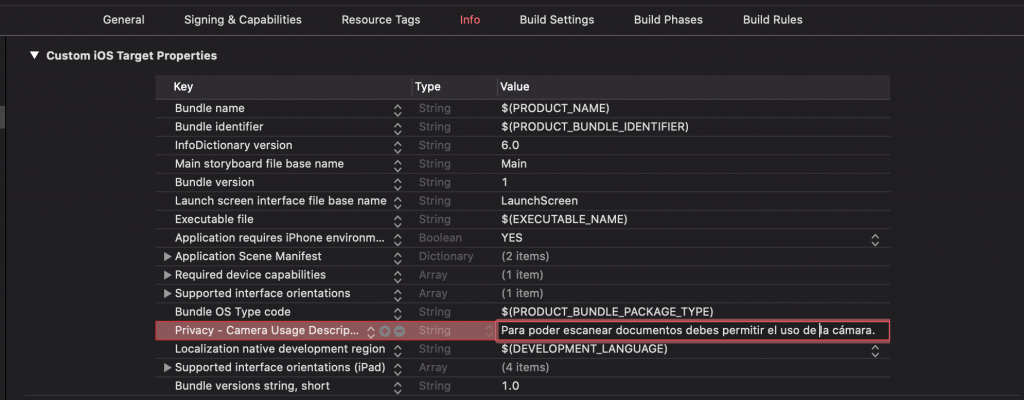 General Signing & Capabilities Resource Tags Info Build Settings Build Phases Build Rules
Custom iOS Target Properties
Key Type Value
Bundle name String $(PRODUCT_NAME)
Bundle identifier String $(PRODUCT_BUNDLE_IDENTIFIER)
InfoDictionary version String 6.0
Main storyboard file base name String Main
Bundle version String 1
Launch screen interface file base name String LaunchScreen
Executable file String $(EXECUTABLE_NAME)
Application requires iPhone environm... Boolean YES
Application Scene Manifest Dictionary (2 items)
Required device capabilities Array (1 item)
Supported interface orientations Array (1 item)
Bundle OS Type code String $(PRODUCT_BUNDLE_PACKAGE_TYPE)
Privacy - Camera Usage Descrip... String Para poder escanear documentos debes permitir el uso de la cámara.
Localization native development region String $(DEVELOPMENT_LANGUAGE)
Supported interface orientations (iPad) Array (4 items)
Bundle versions string, short String 1.0